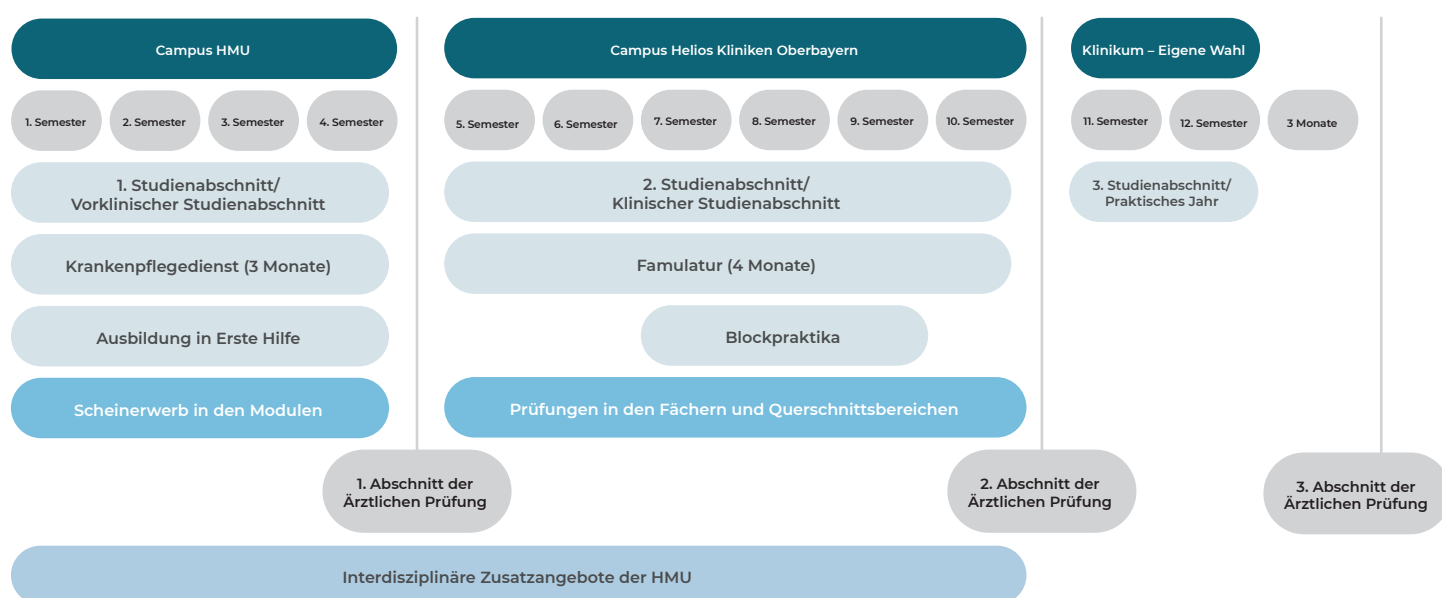 Campus HMU
Campus Helios Kliniken Oberbayern
Klinikum – Eigene Wahl
1. Semester
2. Semester
3. Semester
4. Semester
5. Semester
6. Semester
7. Semester
8. Semester
9. Semester
10. Semester
11. Semester
12. Semester
3 Monate
1. Studienabschnitt/
Vorklinischer Studienabschnitt
2. Studienabschnitt/
Klinischer Studienabschnitt
3. Studienabschnitt/
Praktisches Jahr
Krankenpflegedienst (3 Monate)
Famulatur (4 Monate)
Ausbildung in Erste Hilfe
Blockpraktika
Scheinerwerb in den Modulen
Prüfungen in den Fächern und Querschnittsbereichen
1. Abschnitt der
Ärztlichen Prüfung
2. Abschnitt der
Ärztlichen Prüfung
3. Abschnitt der
Ärztlichen Prüfung
Interdisziplinäre Zusatzangebote der HMU